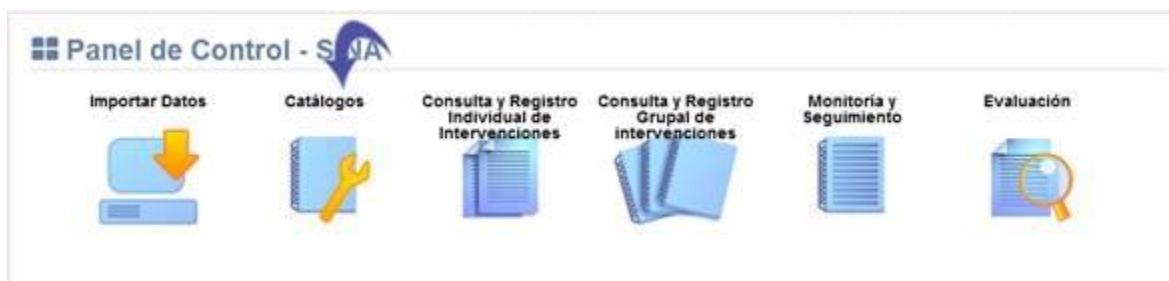 Panel de Control - SINA
Importar Datos
Catálogos
Consulta y Registro
Individual de
Intervenciones
Consulta y Registro
Grupal de
intervenciones
Monitoría y
Seguimiento
Evaluación